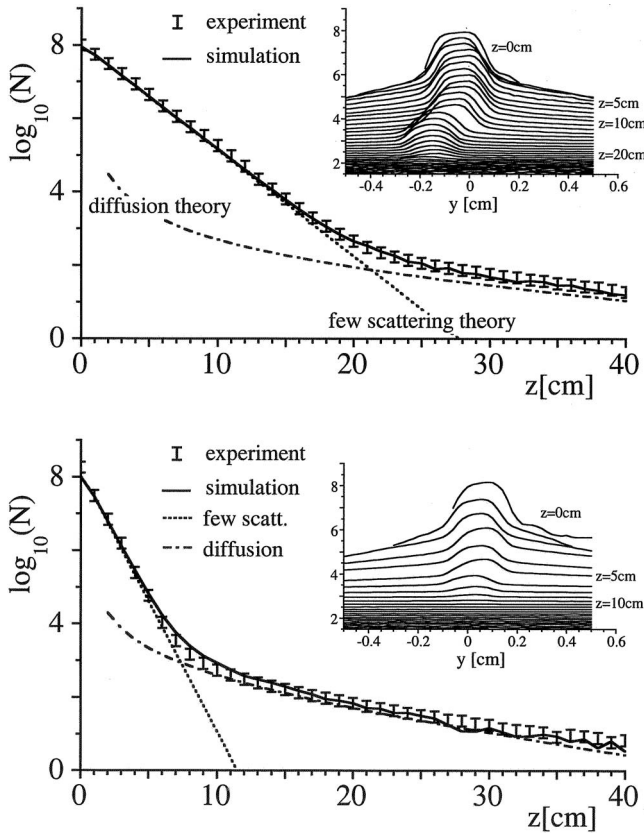 experiment
simulation
diffusion theory
few scattering theory
log10(N)
8
4
0
0
10
20
30
40
z[cm]
8
6
4
2
z=0cm
z=5cm
z=10cm
z=20cm
-0.4
-0.2
0
0.2
0.4
0.6
y [cm]
experiment
simulation
few scatt.
diffusion
log10(N)
8
4
0
0
10
20
30
40
z[cm]
8
6
4
2
z=0cm
z=5cm
z=10cm
-0.4
-0.2
0
0.2
0.4
0.6
y [cm]